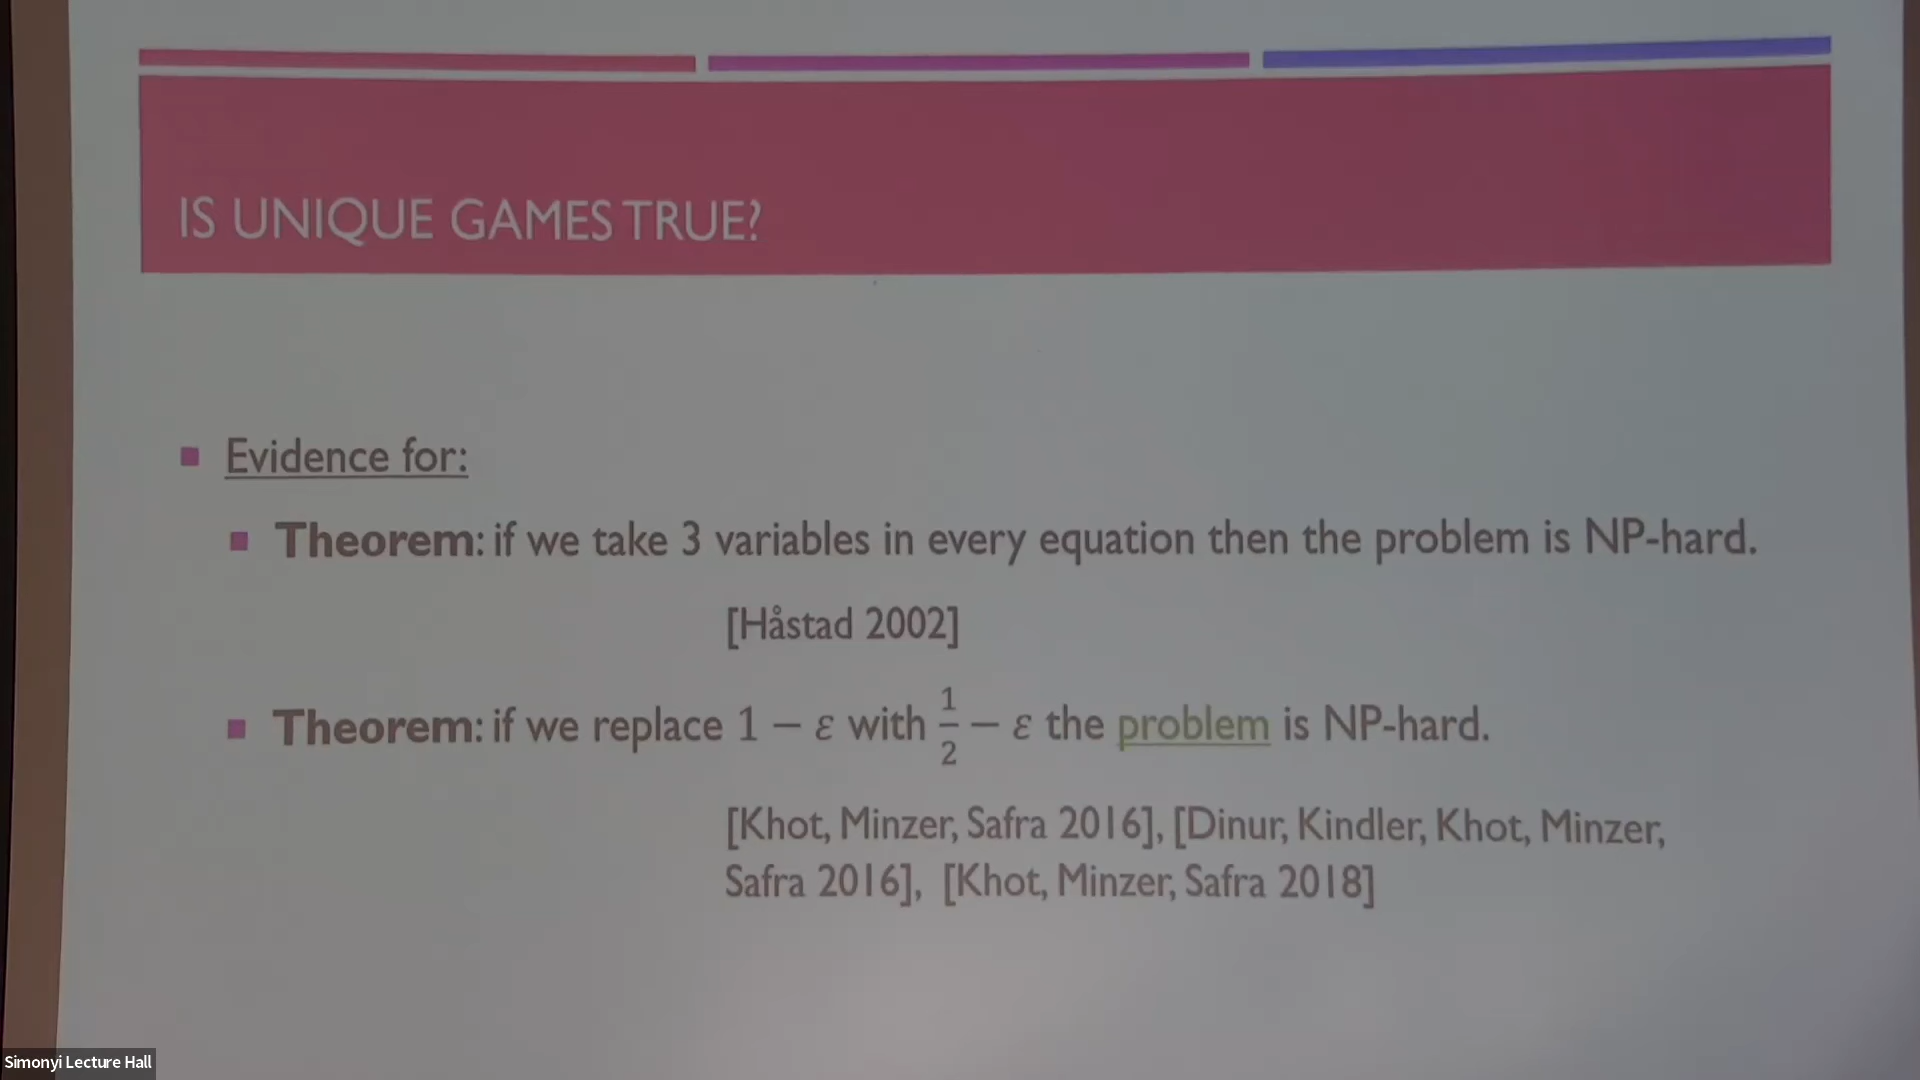 IS UNIQUE GAMES TRUE?
Evidence for:
Theorem: if we take 3 variables in every equation then the problem is NP-hard.
[Håstad 2002]
Theorem: if we replace 1 − ε with 1/2 − ε the problem is NP-hard.
[Khot, Minzer, Safra 2016], [Dinur, Kindler, Khot, Minzer,
Safra 2016], [Khot, Minzer, Safra 2018]
Simonyi Lecture Hall